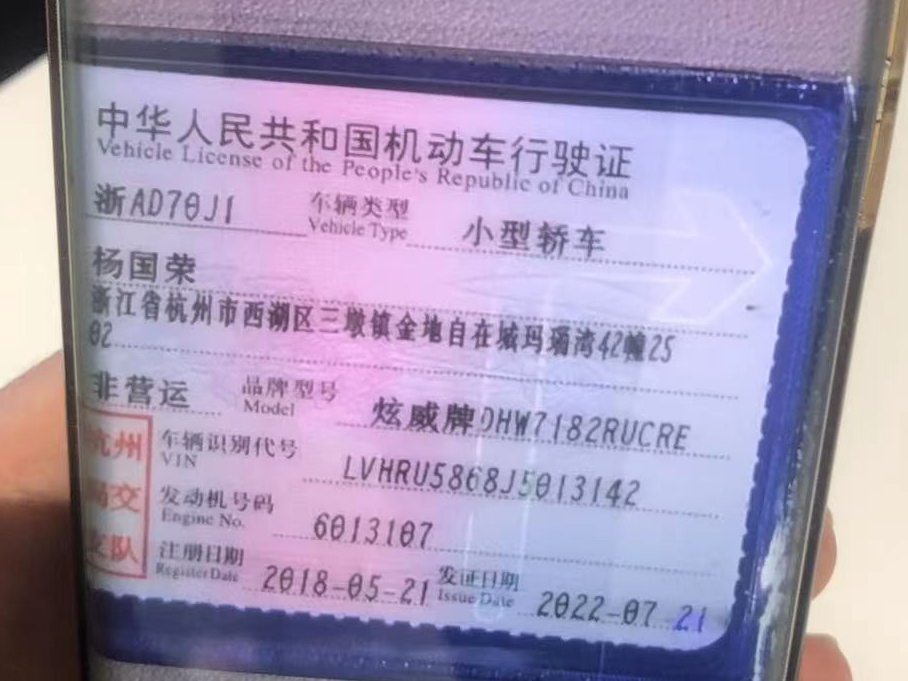 中华人民共和国机动车行驶证
Vehicle License of the People's Republic of China
浙AD70J1 车辆类型 小型轿车
Vehicle Type
杨国荣
浙江省杭州市西湖区三墩镇金地自在城玛瑙湾42幢25
02
非营运 品牌型号 炫威牌DHW7182RUCRE
Model
杭州 车辆识别代号 LVHRU5868J5013142
VIN
局交 发动机号码 6013107
Engine No.
支队 注册日期 2018-05-21 发证日期 2022-07-21
Register Date Issue Date